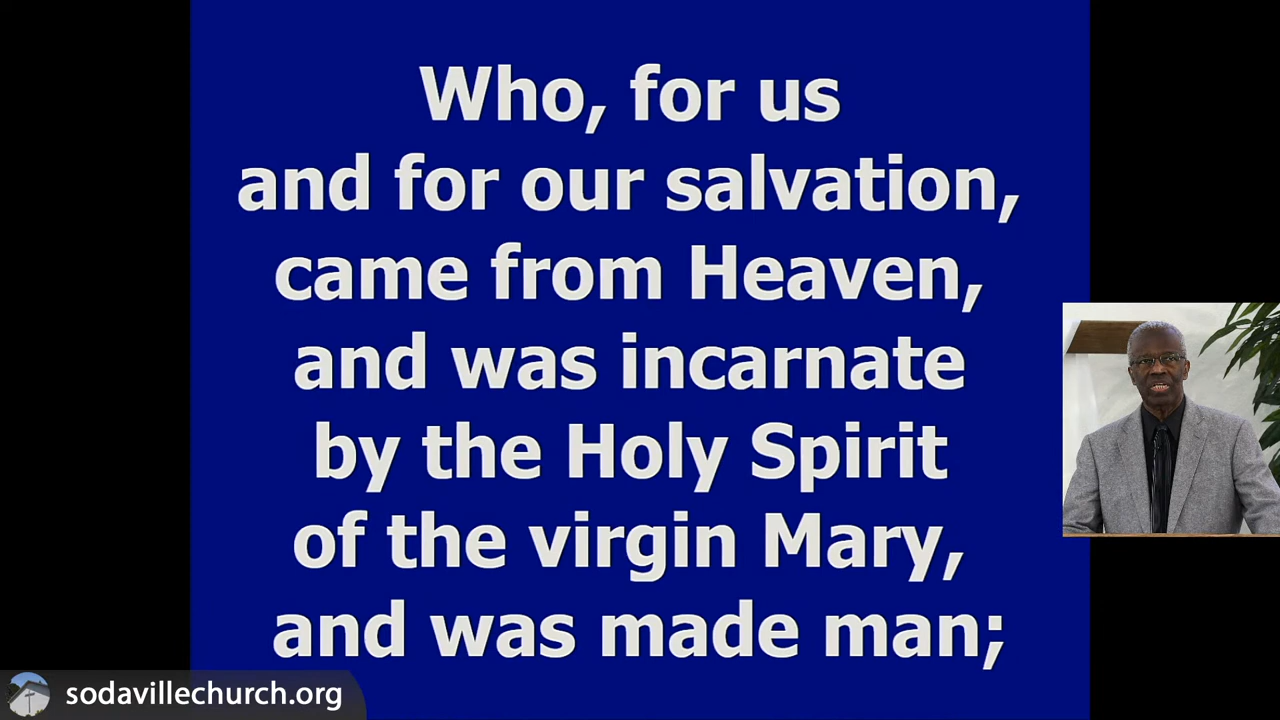 Who, for us
and for our salvation,
came from Heaven,
and was incarnate
by the Holy Spirit
of the virgin Mary,
and was made man;
sodavillechurch.org